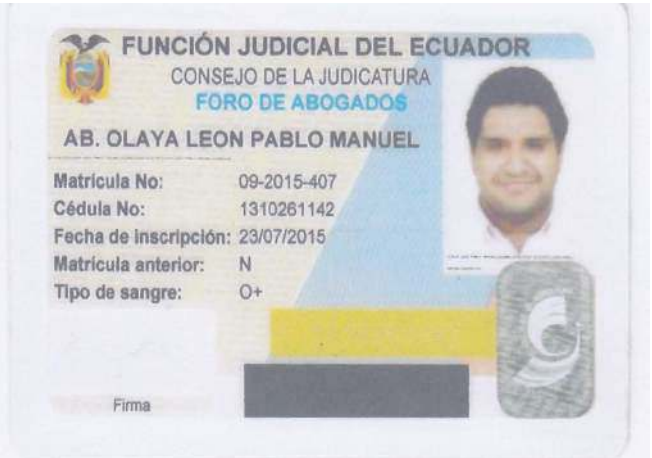 FUNCIÓN JUDICIAL DEL ECUADOR
CONSEJO DE LA JUDICATURA
FORO DE ABOGADOS
AB. OLAYA LEON PABLO MANUEL
Matrícula No: 09-2015-407
Cédula No: 1310261142
Fecha de inscripción: 23/07/2015
Matrícula anterior: N
Tipo de sangre: O+
Firma